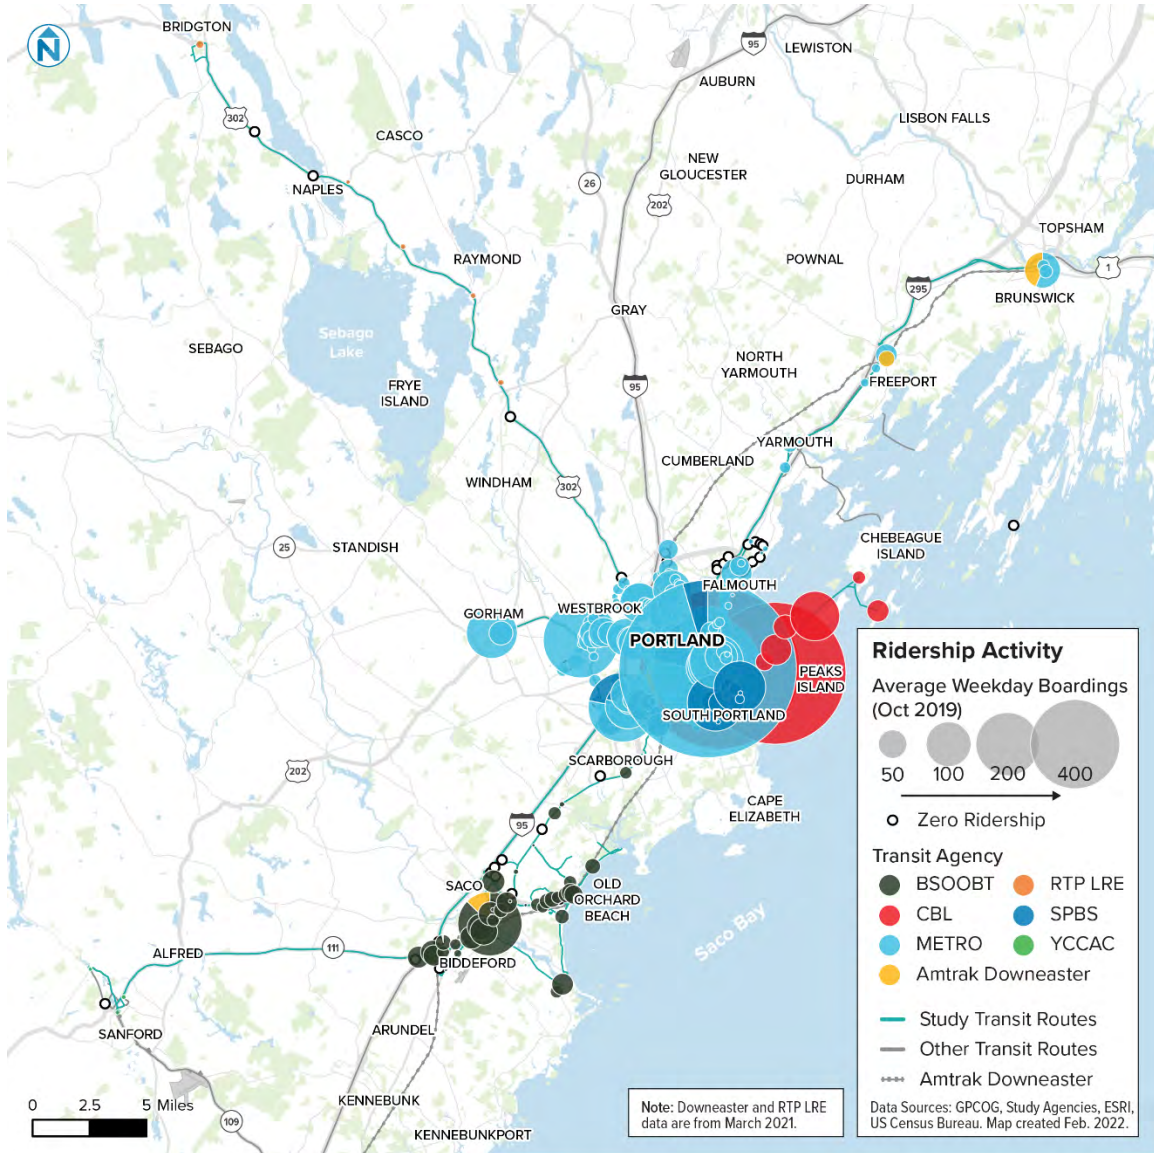 BRIDGTON
N
95
LEWISTON
AUBURN
302
LISBON FALLS
CASCO
NEW
GLOUCESTER
DURHAM
26
NAPLES
202
TOPSHAM
RAYMOND
POWNAL
1
295
BRUNSWICK
GRAY
Sebago
Lake
SEBAGO
NORTH
YARMOUTH
95
FRYE
ISLAND
FREEPORT
YARMOUTH
CUMBERLAND
WINDHAM
302
25
STANDISH
CHEBEAGUE
ISLAND
FALMOUTH
GORHAM
WESTBROOK
PORTLAND
PEAKS
ISLAND
SOUTH PORTLAND
202
SCARBOROUGH
CAPE
ELIZABETH
95
SACO
OLD
ORCHARD
BEACH
Saco Bay
111
ALFRED
BIDDEFORD
SANFORD
ARUNDEL
KENNEBUNK
109
KENNEBUNKPORT
0 2.5 5 Miles
Note: Downeaster and RTP LRE
data are from March 2021.
Ridership Activity
Average Weekday Boardings
(Oct 2019)
50 100 200 400
Zero Ridership
Transit Agency
BSOOBT RTP LRE
CBL SPBS
METRO YCCAC
Amtrak Downeaster
Study Transit Routes
Other Transit Routes
Amtrak Downeaster
Data Sources: GPCOG, Study Agencies, ESRI,
US Census Bureau. Map created Feb. 2022.